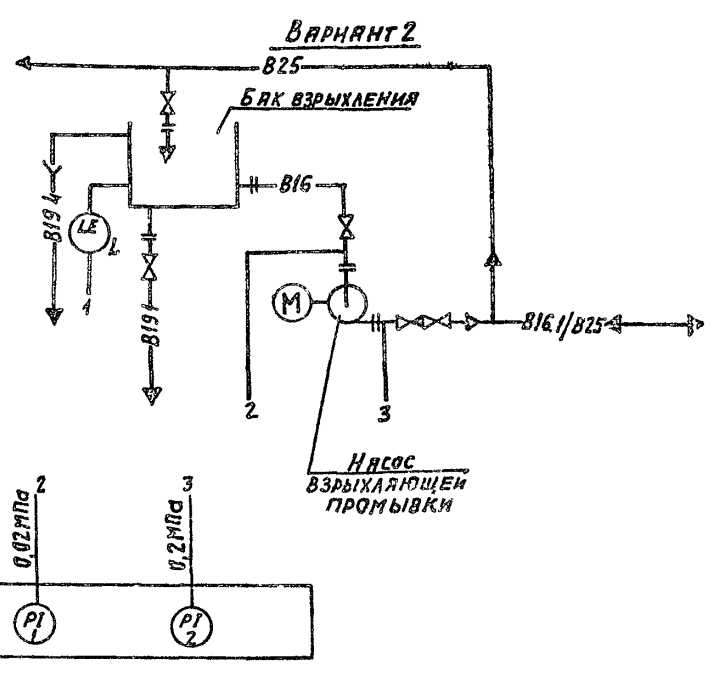 Вариант 2
В25
Бак взрыхления
В16
В19.4
LE
L
1
В19.1
М
В16.1/В25
2
3
Насос
взрыхляющей
промывки
2
3
0,02 МПа
0,2 МПа
PI
1
PI
2